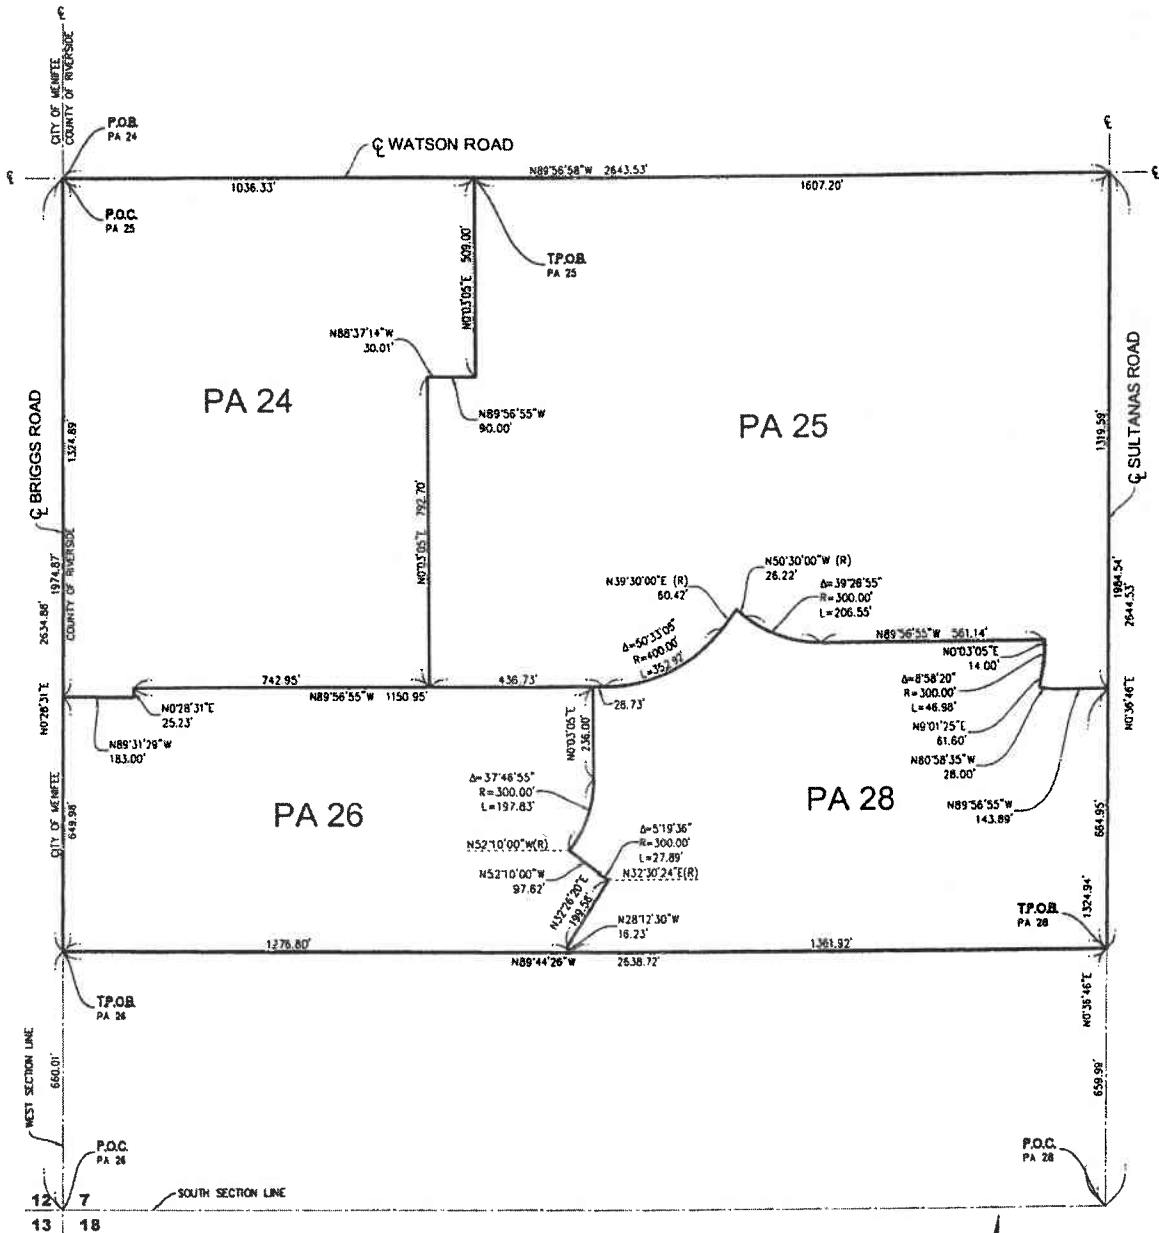 ℄
CITY OF MENIFEE
COUNTY OF RIVERSIDE
P.O.B.
PA 24
℄ WATSON ROAD
℄
℄
N89°56'58"W 2643.53'
℄
1036.33'
1607.20'
P.O.C.
PA 25
T.P.O.B.
PA 25
N0°03'05"E 509.00'
N88°37'14"W
30.01'
N89°56'55"W
90.00'
PA 24
PA 25
℄ BRIGGS ROAD
1324.89'
1319.59'
℄ SULTANAS ROAD
N0°03'05"E 792.70'
COUNTY OF RIVERSIDE
1974.87'
2634.88'
N0°28'31"E
1984.54'
2644.53'
N0°36'46"E
N50°30'00"W (R)
26.22'
N39°30'00"E (R)
60.42'
Δ=39°26'55"
R=300.00'
L=206.55'
Δ=50°33'05"
R=400.00'
L=352.92'
N89°56'55"W 561.14'
N0°03'05"E
14.00'
Δ=8°58'20"
R=300.00'
L=46.98'
N9°01'25"E
61.60'
N80°58'35"W
28.00'
N89°56'55"W
143.89'
742.95'
N89°56'55"W 1150.95'
436.73'
28.73'
N0°28'31"E
25.23'
N89°31'29"W
183.00'
N0°03'05"E
236.00'
CITY OF MENIFEE
649.98'
PA 26
PA 28
664.95'
Δ=37°46'55"
R=300.00'
L=197.83'
Δ=5°19'36"
R=300.00'
L=27.89'
N52°10'00"W(R)
N52°10'00"W
97.62'
N32°30'24"E(R)
N32°26'20"E
199.58'
N28°12'30"W
16.23'
1324.94'
T.P.O.B.
PA 28
1276.80'
1361.92'
N89°44'26"W 2638.72'
T.P.O.B.
PA 26
N0°36'46"E
WEST SECTION LINE
660.01'
659.99'
P.O.C.
PA 26
P.O.C.
PA 28
12 7
SOUTH SECTION LINE
13 18